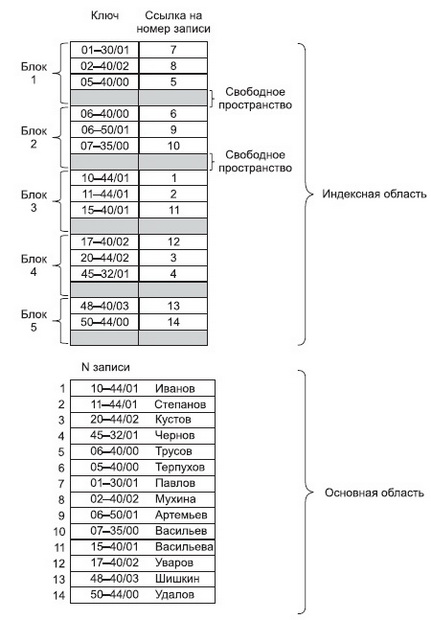 Ключ Ссылка на номер записи
Блок 1
01–30/01 7
02–40/02 8
05–40/00 5
Свободное пространство
Блок 2
06–40/00 6
06–50/01 9
07–35/00 10
Свободное пространство
Блок 3
10–44/01 1
11–44/01 2
15–40/01 11
Индексная область
Блок 4
17–40/02 12
20–44/02 3
45–32/01 4
Блок 5
48–40/03 13
50–44/00 14
N записи
1 10–44/01 Иванов
2 11–44/01 Степанов
3 20–44/02 Кустов
4 45–32/01 Чернов
5 06–40/00 Трусов
6 05–40/00 Терпухов
7 01–30/01 Павлов
8 02–40/02 Мухина
9 06–50/01 Артемьев
10 07–35/00 Васильев
11 15–40/01 Васильева
12 17–40/02 Уваров
13 48–40/03 Шишкин
14 50–44/00 Удалов
Основная область